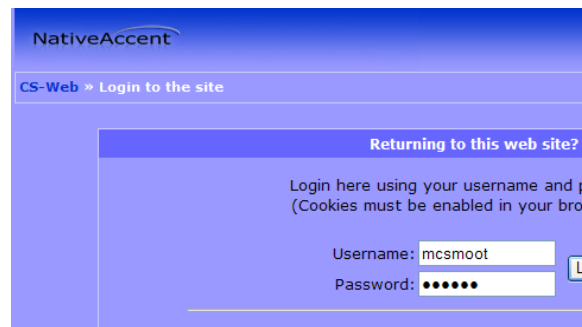 NativeAccent
CS-Web » Login to the site
Returning to this web site?
Login here using your username and
(Cookies must be enabled in your
Username: mcsmoot
Password: ••••••